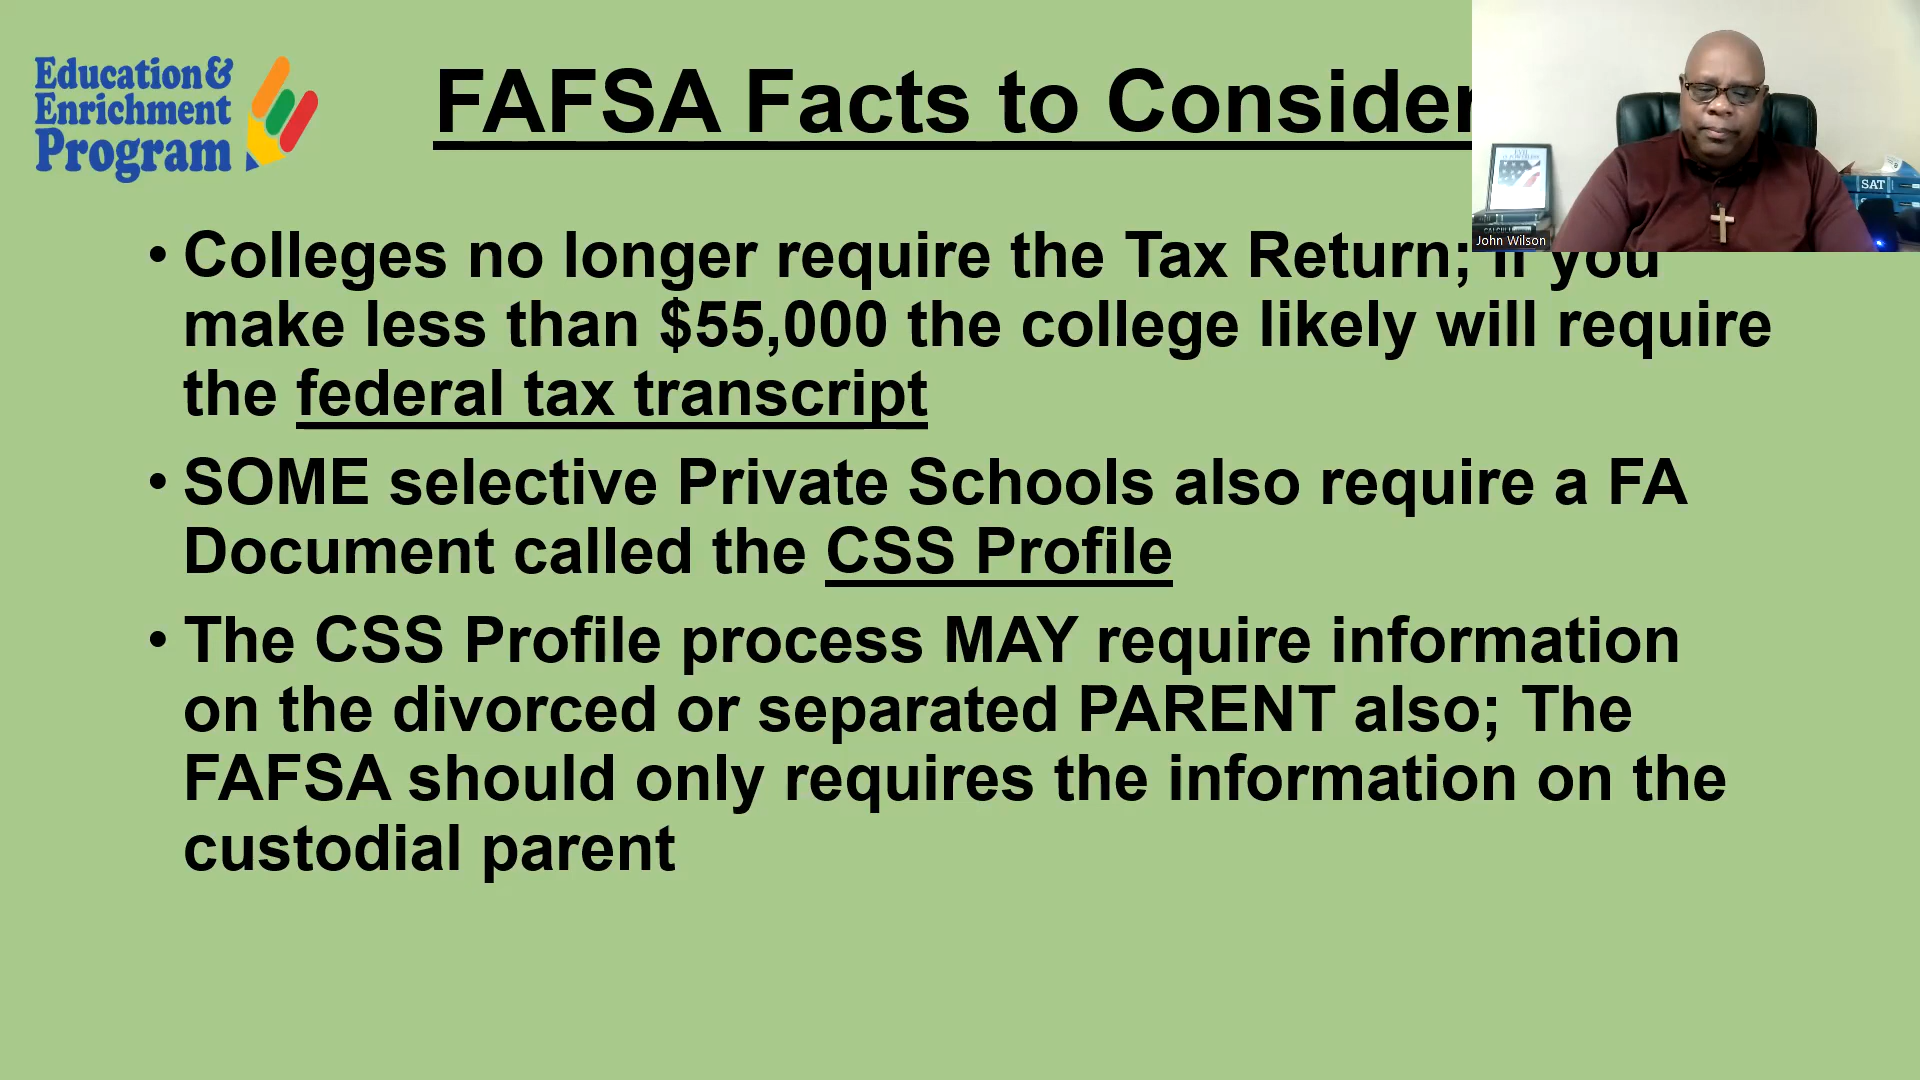 Education&
Enrichment
Program
FAFSA Facts to Consider
• Colleges no longer require the Tax Return; if you
make less than $55,000 the college likely will require
the federal tax transcript
• SOME selective Private Schools also require a FA
Document called the CSS Profile
• The CSS Profile process MAY require information
on the divorced or separated PARENT also; The
FAFSA should only requires the information on the
custodial parent
SAT
John Wilson